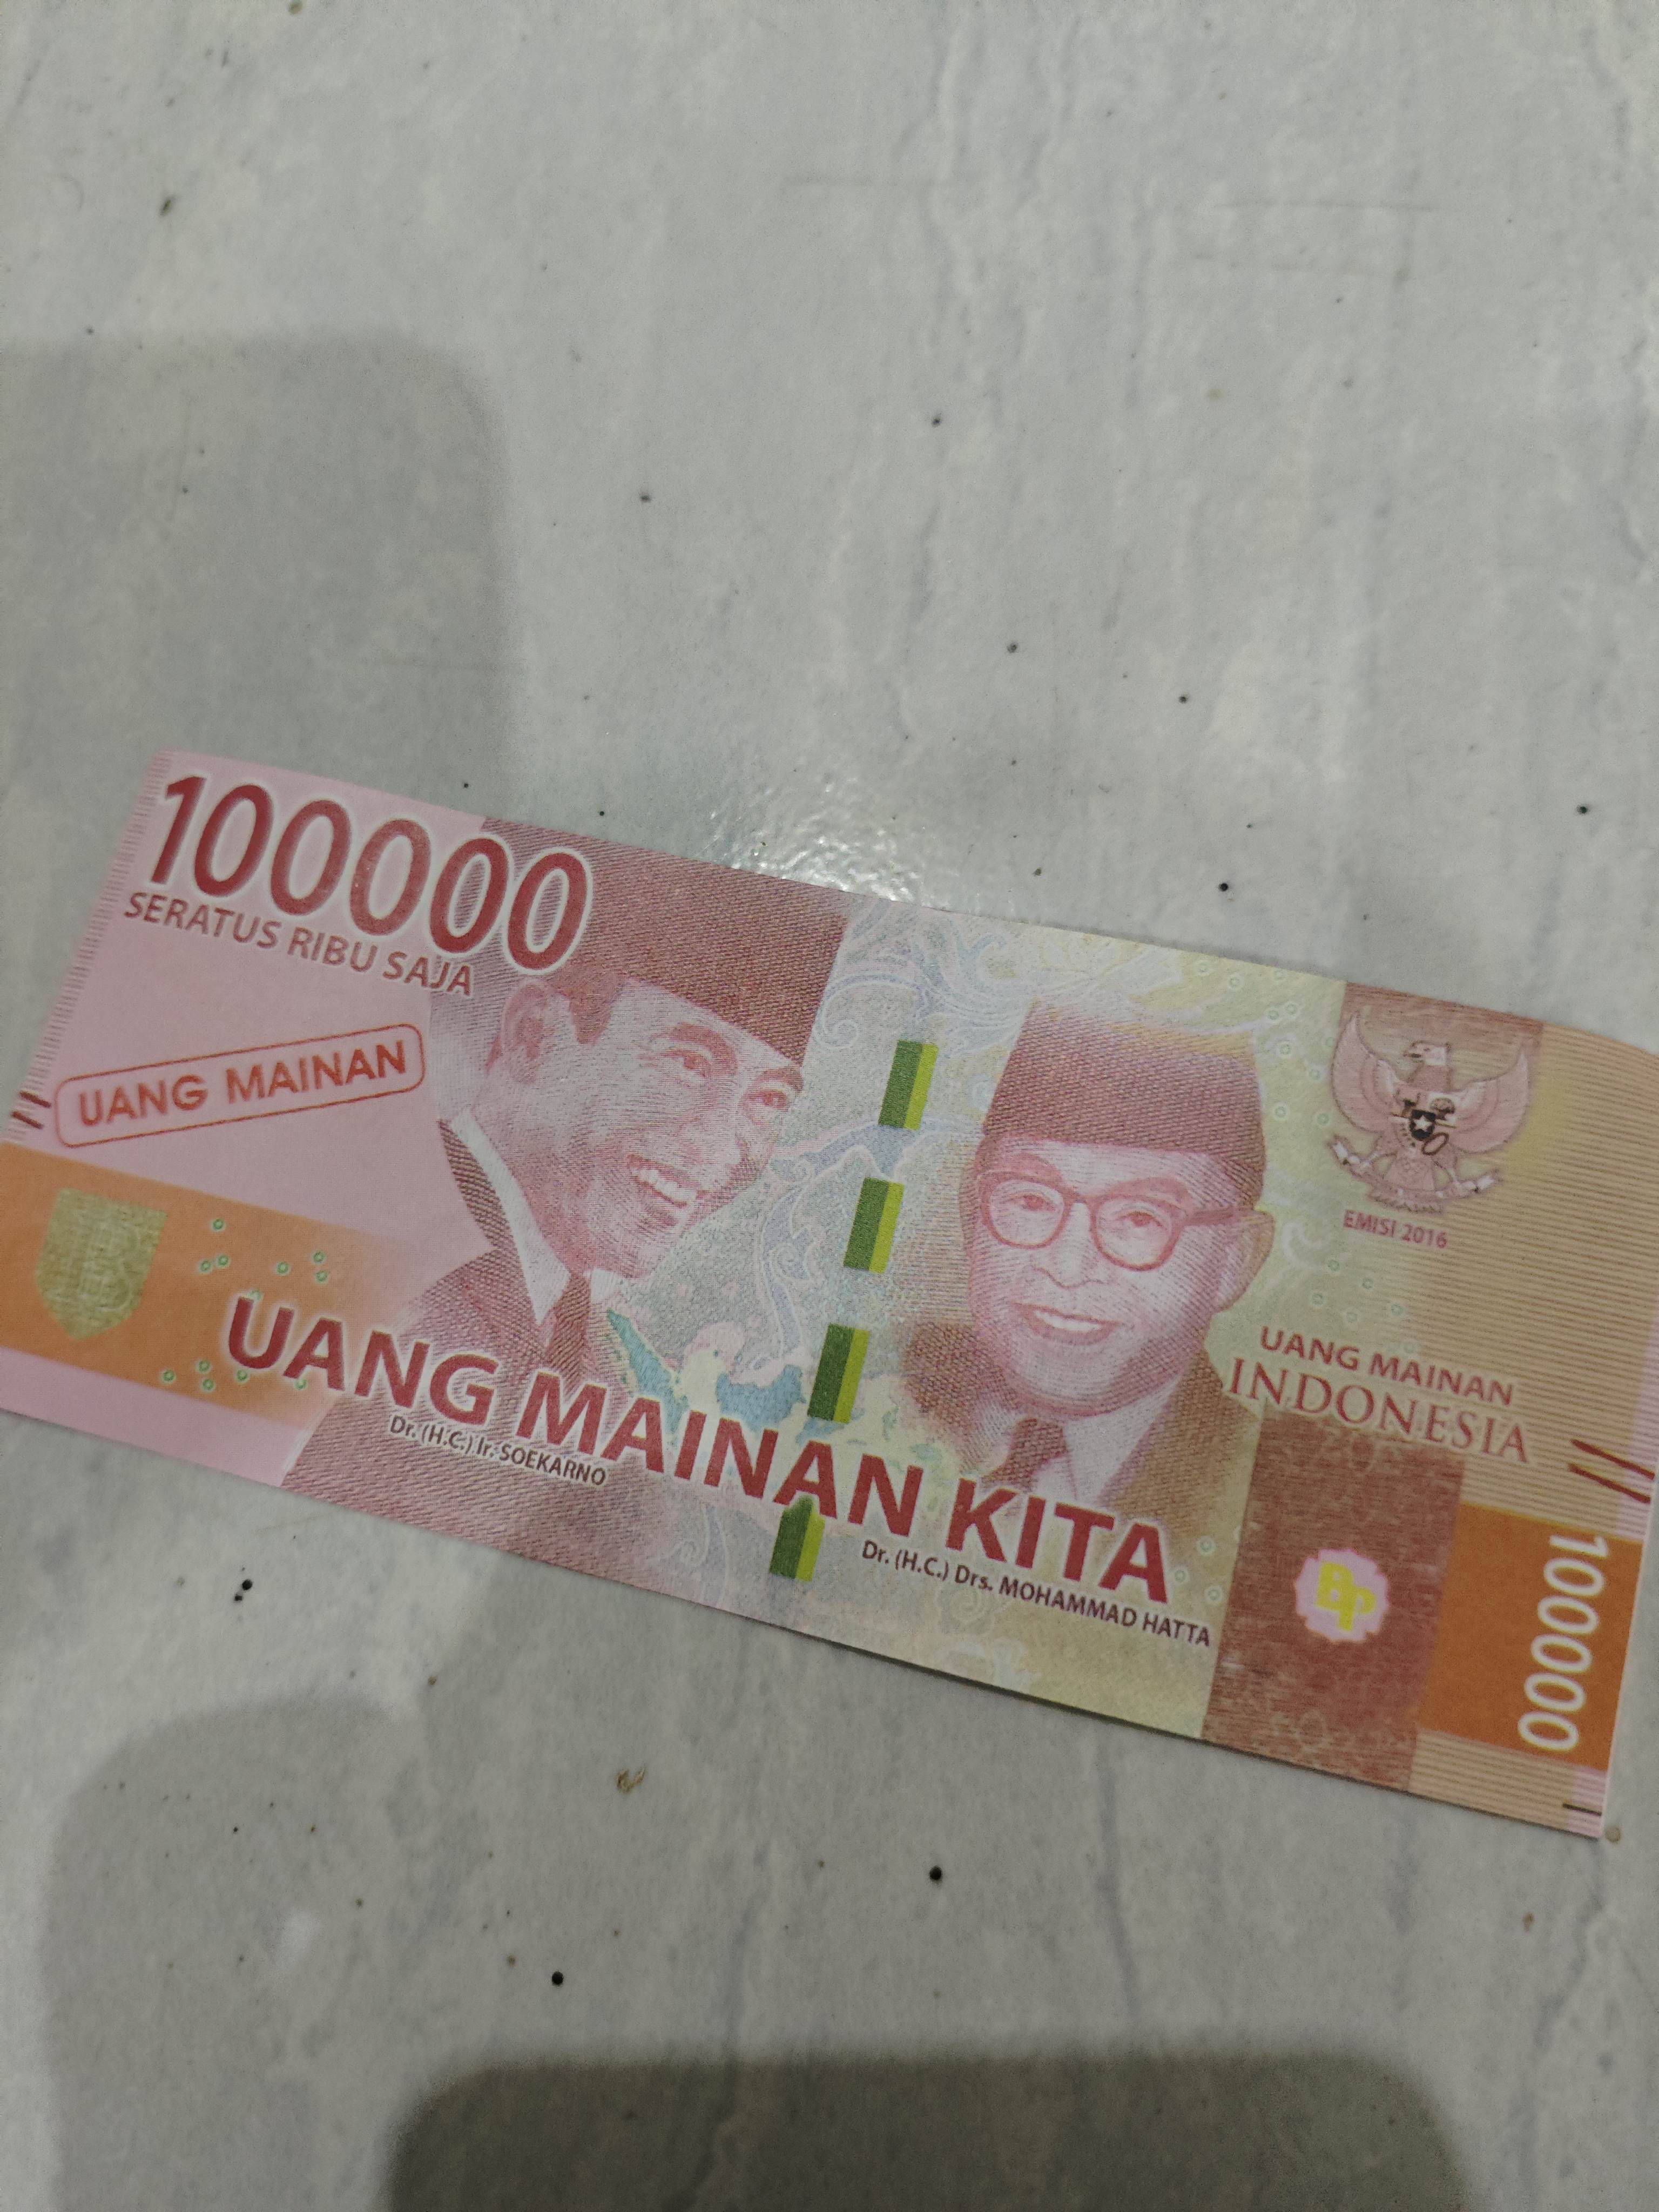 100000
SERATUS RIBU SAJA
UANG MAINAN
EMISI 2016
UANG MAINAN
INDONESIA
UANG MAINAN KITA
Dr. (H.C.) Ir. SOEKARNO
Dr. (H.C.) Drs. MOHAMMAD HATTA
BP
100000